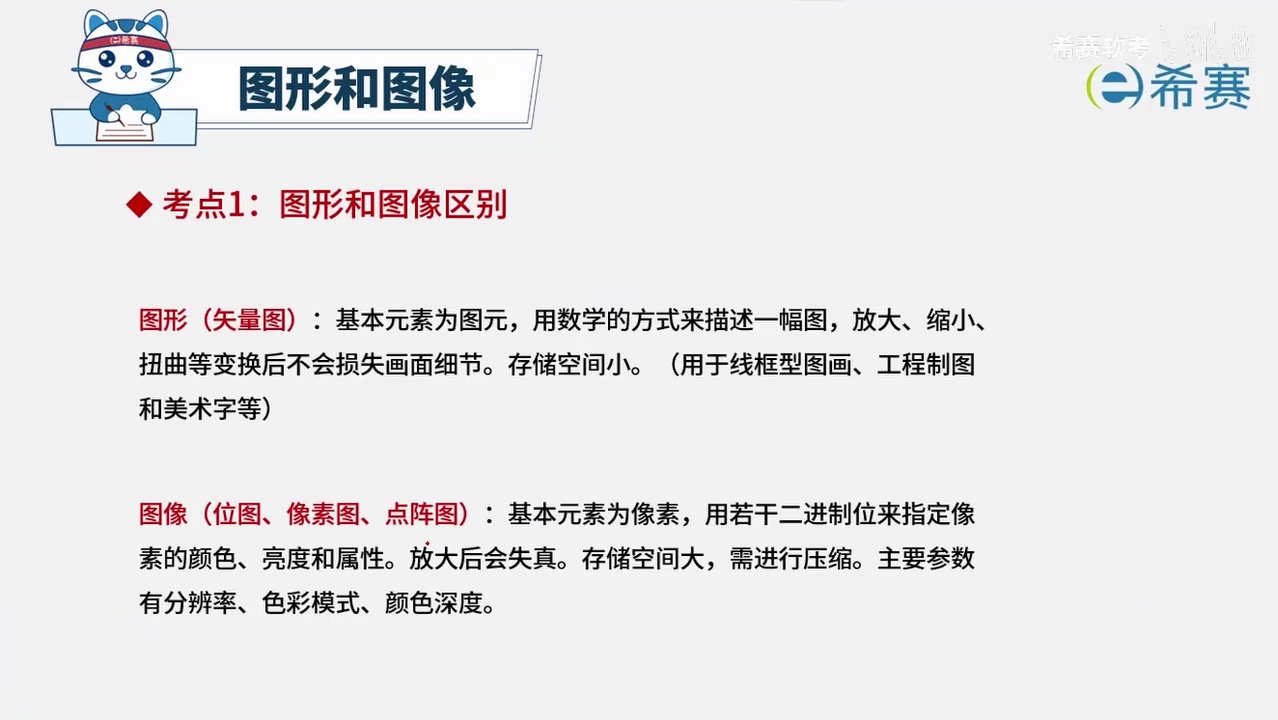 希赛软考
希赛
图形和图像
希赛
◆ 考点1：图形和图像区别
图形（矢量图）：基本元素为图元，用数学的方式来描述一幅图，放大、缩小、
扭曲等变换后不会损失画面细节。存储空间小。（用于线框型图画、工程制图
和美术字等）
图像（位图、像素图、点阵图）：基本元素为像素，用若干二进制位来指定像
素的颜色、亮度和属性。放大后会失真。存储空间大，需进行压缩。主要参数
有分辨率、色彩模式、颜色深度。